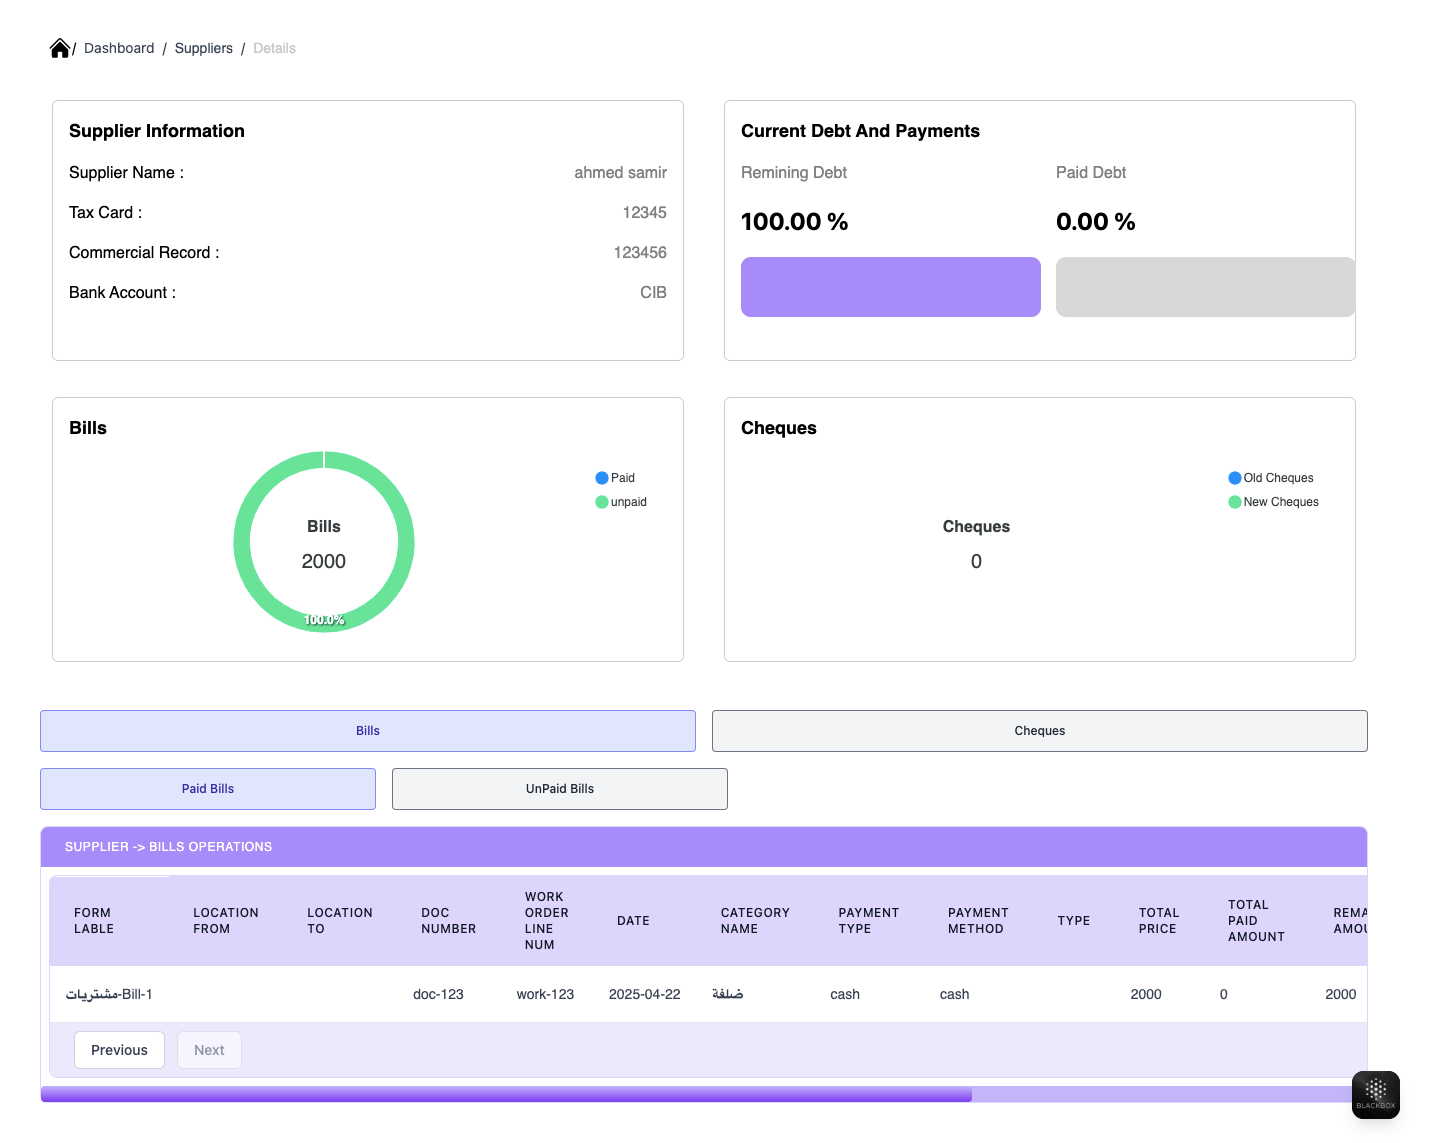 / Dashboard / Suppliers / Details
Supplier Information
Supplier Name : ahmed samir
Tax Card : 12345
Commercial Record : 123456
Bank Account : CIB
Current Debt And Payments
Remining Debt Paid Debt
100.00 % 0.00 %
Bills
Paid
unpaid
Bills
2000
100.0%
Cheques
Old Cheques
New Cheques
Cheques
0
Bills Cheques
Paid Bills UnPaid Bills
SUPPLIER -> BILLS OPERATIONS
FORM LABLE LOCATION FROM LOCATION TO DOC NUMBER WORK ORDER LINE NUM DATE CATEGORY NAME PAYMENT TYPE PAYMENT METHOD TYPE TOTAL PRICE TOTAL PAID AMOUNT REMA AMOU
مشتريات-Bill-1 doc-123 work-123 2025-04-22 ضلفة cash cash 2000 0 2000
Previous Next
BLACKBOX